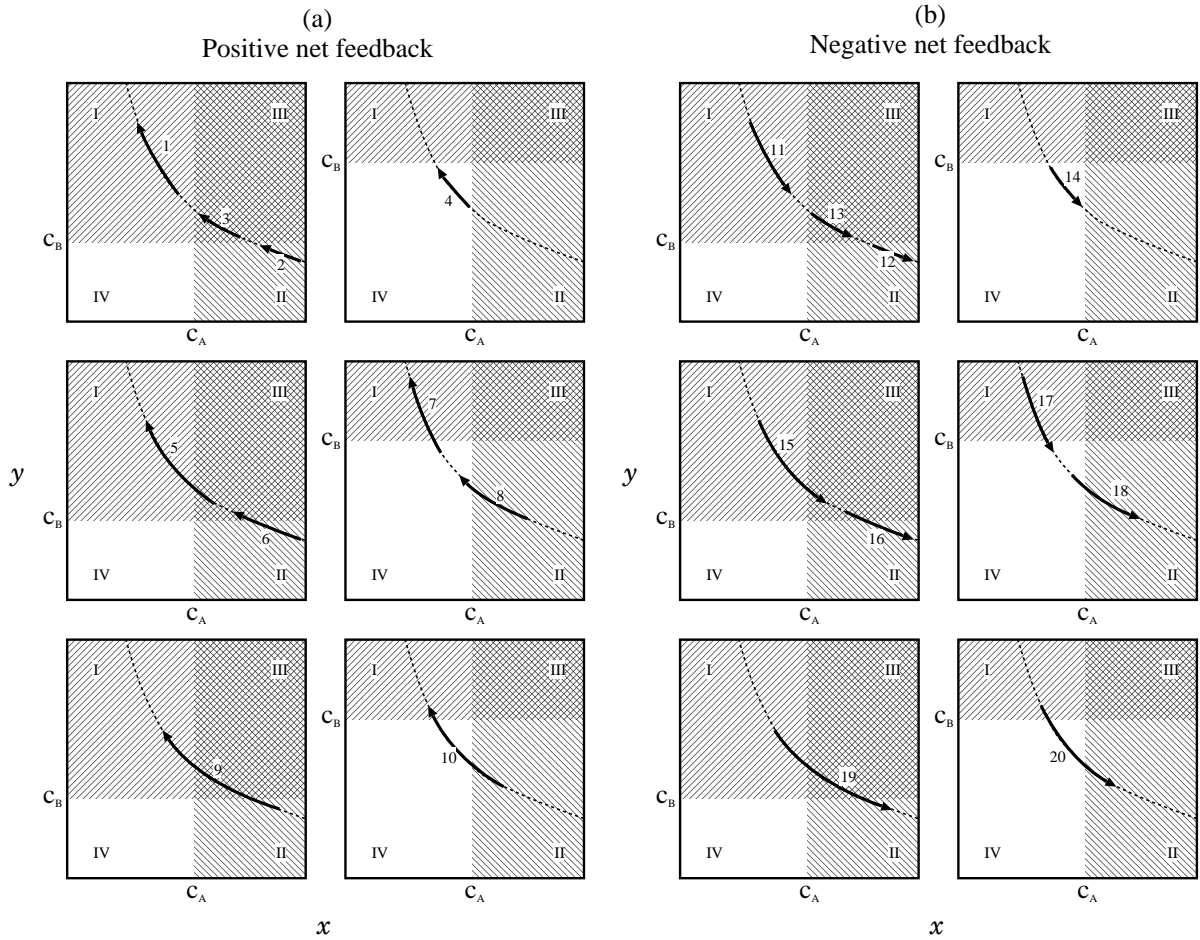 (a)
Positive net feedback
(b)
Negative net feedback
I
III
1
3
2
IV
II
c_B
c_A
I
III
4
II
c_B
c_A
I
III
11
13
12
IV
II
c_B
c_A
I
III
14
IV
II
c_B
c_A
I
III
5
6
IV
II
c_B
c_A
I
III
7
8
IV
II
c_B
c_A
I
III
15
16
IV
II
c_B
c_A
I
III
17
18
IV
II
c_B
c_A
y
y
I
III
9
IV
II
c_B
c_A
I
III
10
IV
II
c_B
c_A
I
III
19
IV
II
c_B
c_A
I
III
20
IV
II
c_B
c_A
x
x